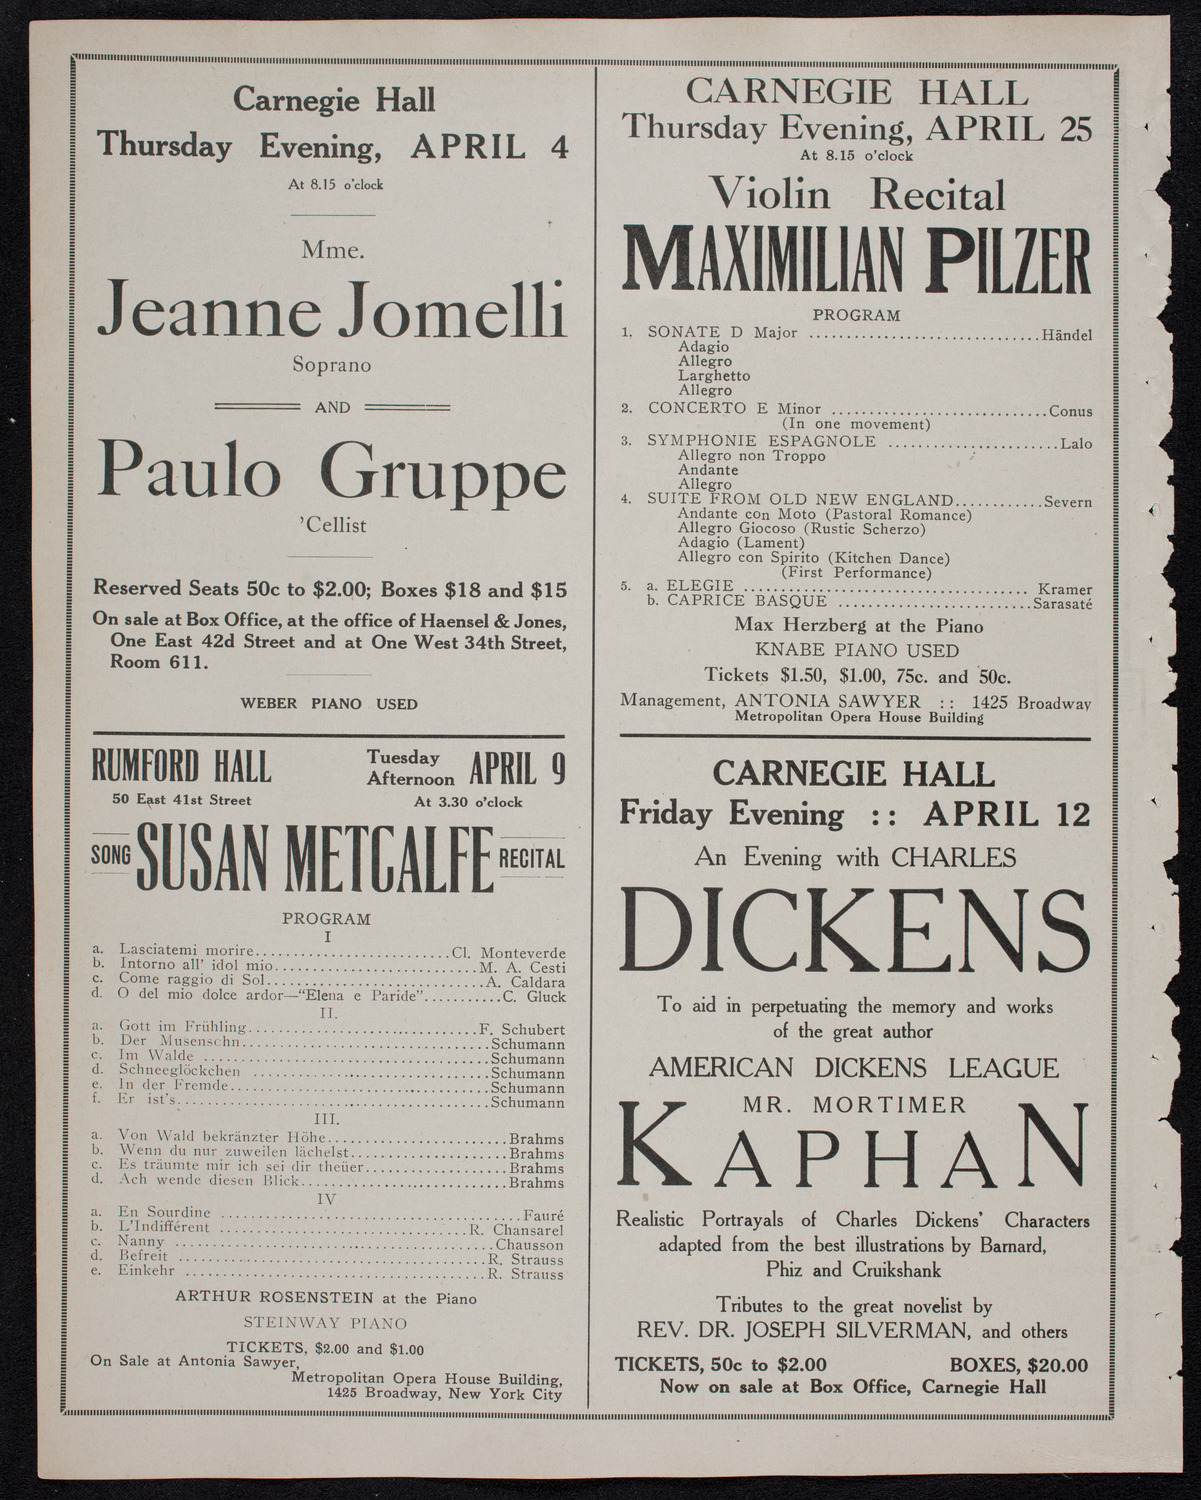 Carnegie Hall
Thursday Evening, APRIL 4
At 8.15 o'clock
Mme.
Jeanne Jomelli
Soprano
AND
Paulo Gruppe
'Cellist
Reserved Seats 50c to $2.00; Boxes $18 and $15
On sale at Box Office, at the office of Haensel & Jones,
One East 42d Street and at One West 34th Street,
Room 611.
WEBER PIANO USED
RUMFORD HALL
50 East 41st Street
Tuesday
Afternoon APRIL 9
At 3.30 o'clock
SONG SUSAN METCALFE RECITAL
PROGRAM
I
a. Lasciatemi morire..........................Cl. Monteverde
b. Intorno all' idol mio...........................M. A. Cesti
c. Come raggio di Sol.............................A. Caldara
d. O del mio dolce ardor—"Elena e Paride"..........C. Gluck
II.
a. Gott im Frühling..............................F. Schubert
b. Der Musensohn.................................Schumann
c. Im Walde ......................................Schumann
d. Schneeglöckchen ...............................Schumann
e. In der Fremde..................................Schumann
f. Er ist's.........................................Schumann
III.
a. Von Wald bekränzter Höhe........................Brahms
b. Wenn du nur zuweilen lächelst.....................Brahms
c. Es träumte mir ich sei dir theüer...................Brahms
d. Ach wende diesen Blick...........................Brahms
IV
a. En Sourdine ........................................Fauré
b. L'Indifférent .................................R. Chansarel
c. Nanny ..........................................Chausson
d. Befreit ........................................R. Strauss
e. Einkehr .......................................R. Strauss
ARTHUR ROSENSTEIN at the Piano
STEINWAY PIANO
TICKETS, $2.00 and $1.00
On Sale at Antonia Sawyer,
Metropolitan Opera House Building,
1425 Broadway, New York City
CARNEGIE HALL
Thursday Evening, APRIL 25
At 8.15 o'clock
Violin Recital
MAXIMILIAN PILZER
PROGRAM
1. SONATE D Major ..............................Händel
Adagio
Allegro
Larghetto
Allegro
2. CONCERTO E Minor ............................Conus
(In one movement)
3. SYMPHONIE ESPAGNOLE .......................Lalo
Allegro non Troppo
Andante
Allegro
4. SUITE FROM OLD NEW ENGLAND............Severn
Andante con Moto (Pastoral Romance)
Allegro Giocoso (Rustic Scherzo)
Adagio (Lament)
Allegro con Spirito (Kitchen Dance)
(First Performance)
5. a. ELEGIE ........................................ Kramer
b. CAPRICE BASQUE .........................Sarasaté
Max Herzberg at the Piano
KNABE PIANO USED
Tickets $1.50, $1.00, 75c. and 50c.
Management, ANTONIA SAWYER :: 1425 Broadway
Metropolitan Opera House Building
CARNEGIE HALL
Friday Evening :: APRIL 12
An Evening with CHARLES
DICKENS
To aid in perpetuating the memory and works
of the great author
AMERICAN DICKENS LEAGUE
MR. MORTIMER
KAPHAN
Realistic Portrayals of Charles Dickens' Characters
adapted from the best illustrations by Barnard,
Phiz and Cruikshank
Tributes to the great novelist by
REV. DR. JOSEPH SILVERMAN, and others
TICKETS, 50c to $2.00 BOXES, $20.00
Now on sale at Box Office, Carnegie Hall